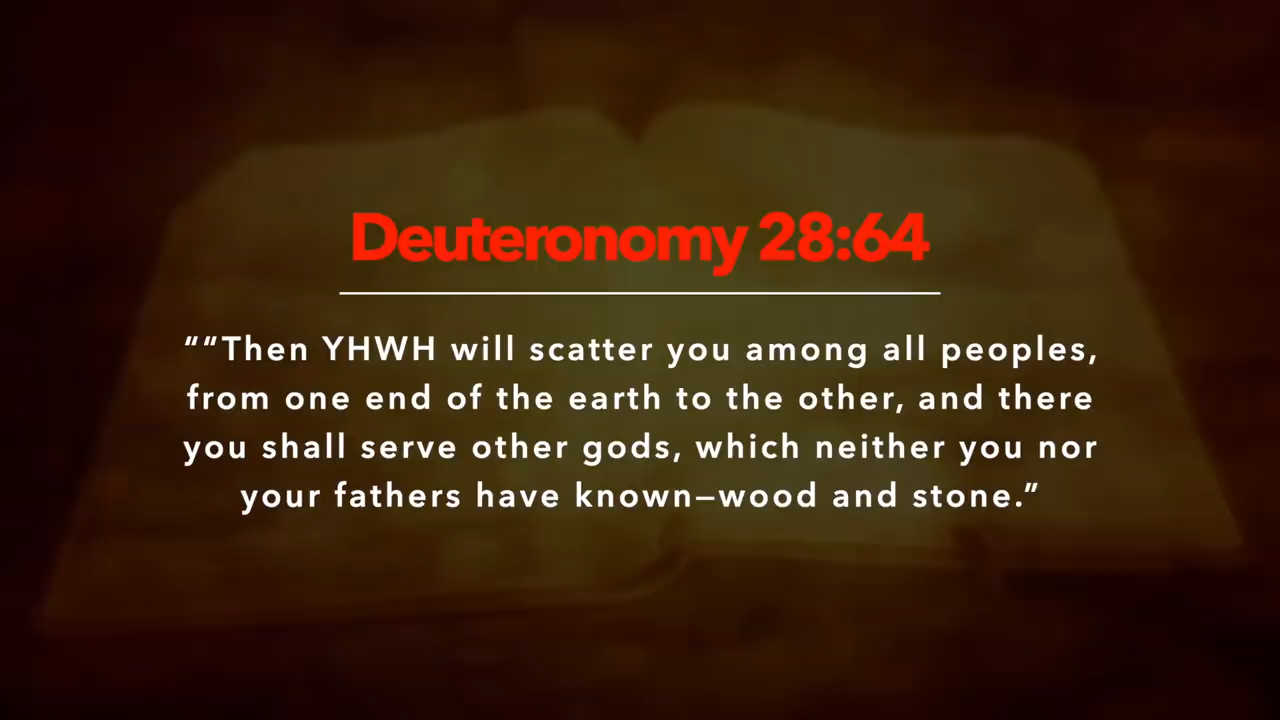 Deuteronomy 28:64
““Then YHWH will scatter you among all peoples,
from one end of the earth to the other, and there
you shall serve other gods, which neither you nor
your fathers have known—wood and stone.”